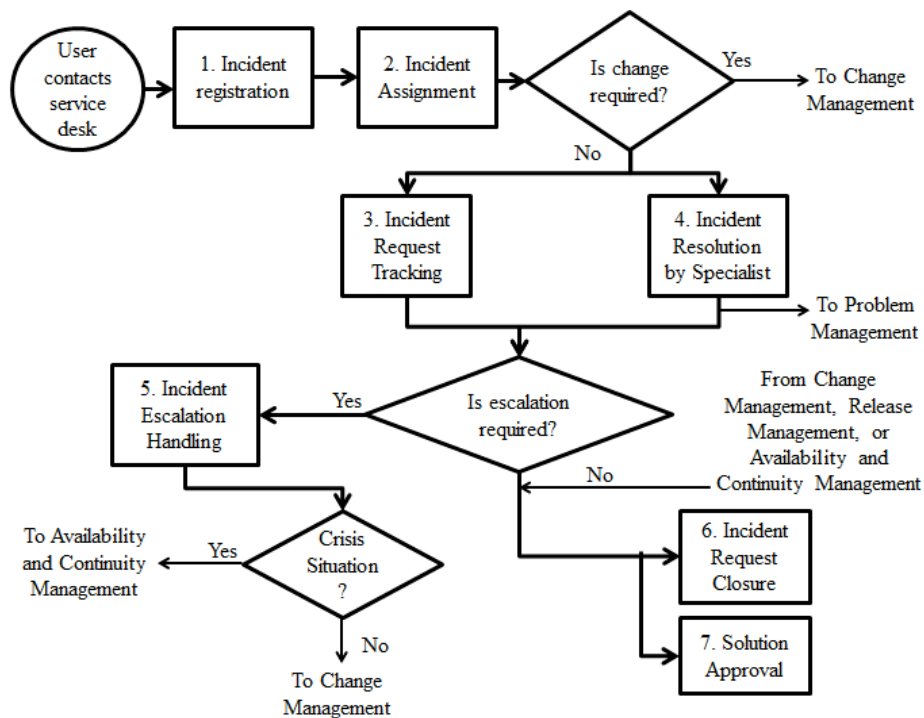 User
contacts
service
desk
1. Incident
registration
2. Incident
Assignment
Is change
required?
Yes
To Change
Management
No
3. Incident
Request
Tracking
4. Incident
Resolution
by Specialist
To Problem
Management
5. Incident
Escalation
Handling
Yes
Is escalation
required?
From Change
Management, Release
Management, or
Availability and
Continuity Management
No
To Availability
and Continuity
Management
Yes
Crisis
Situation
?
6. Incident
Request
Closure
No
7. Solution
Approval
To Change
Management